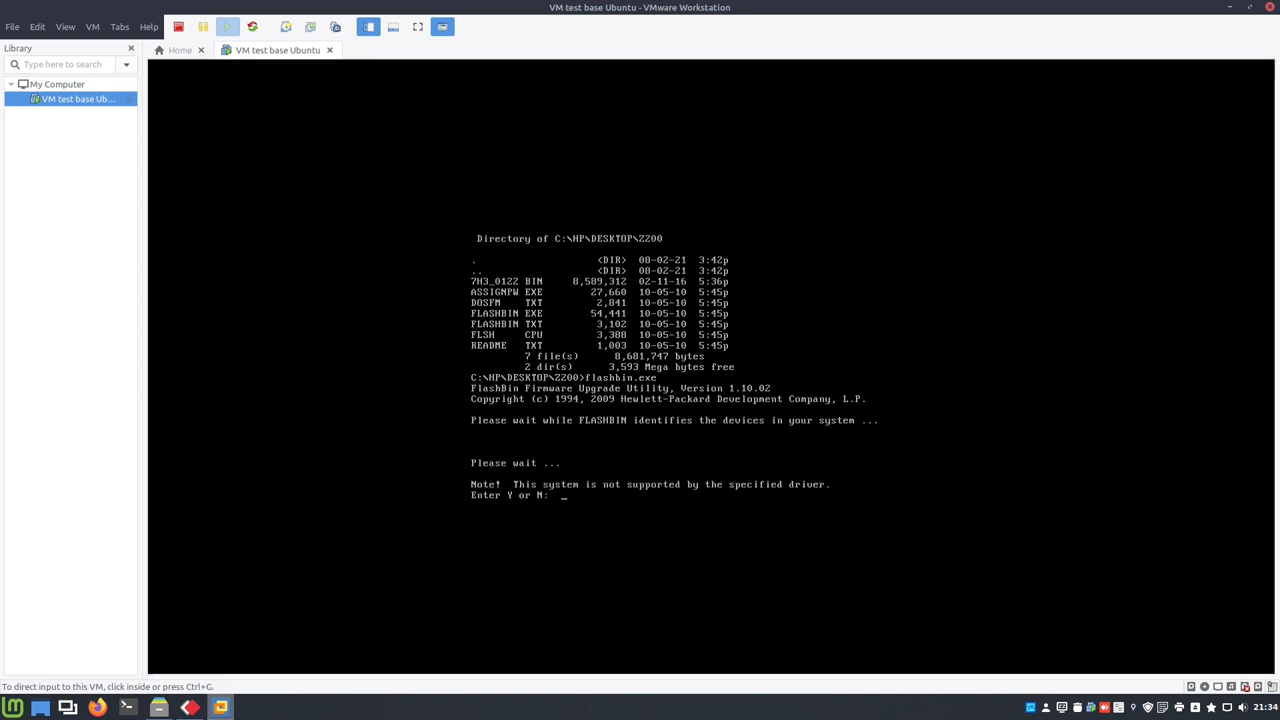 VM test base Ubuntu - VMware Workstation
File Edit View VM Tabs Help
Library
Home
VM test base Ubuntu
Type here to search
My Computer
VM test base Ub...
Directory of C:\HP\DESKTOP\Z200
. <DIR> 08-02-21 3:42p
.. <DIR> 08-02-21 3:42p
7H3_0122 BIN 8,589,312 02-11-16 5:36p
ASSIGNPW EXE 27,660 10-05-10 5:45p
DOSFM TXT 2,841 10-05-10 5:45p
FLASHBIN EXE 54,441 10-05-10 5:45p
FLASHBIN TXT 3,102 10-05-10 5:45p
FLSH CPU 3,388 10-05-10 5:45p
README TXT 1,003 10-05-10 5:45p
7 file(s) 8,681,747 bytes
2 dir(s) 3,593 Mega bytes free
C:\HP\DESKTOP\Z200>flashbin.exe
FlashBin Firmware Upgrade Utility, Version 1.10.02
Copyright (c) 1994, 2009 Hewlett-Packard Development Company, L.P.
Please wait while FLASHBIN identifies the devices in your system ...
Please wait ...
Note! This system is not supported by the specified driver.
Enter Y or N: _
To direct input to this VM, click inside or press Ctrl+G.
21:34